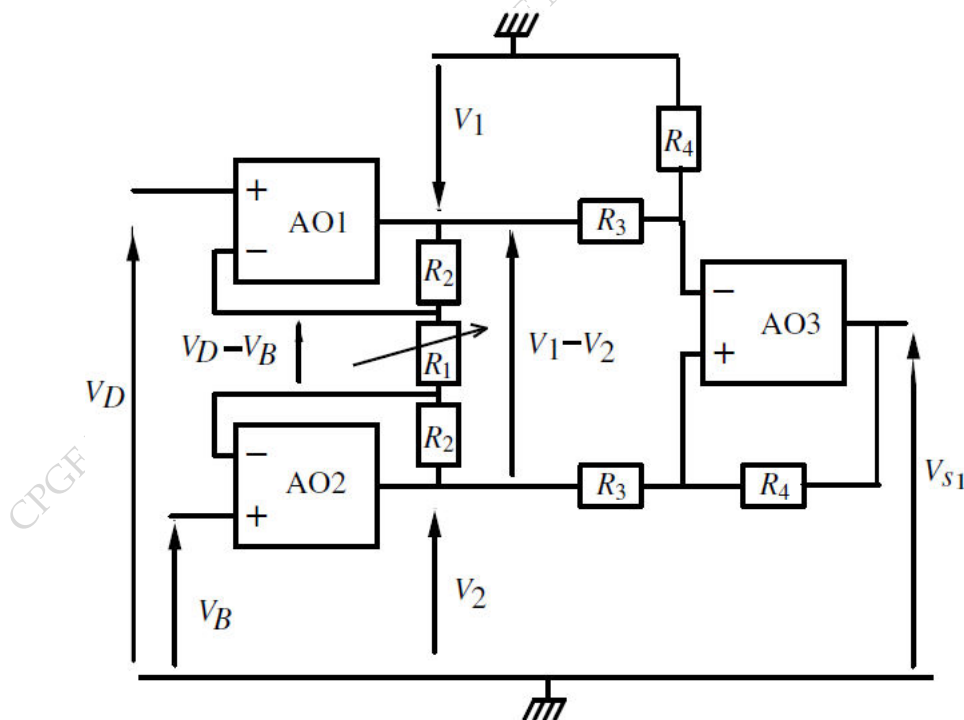 V1
R4
+
AO1
−
R3
R2
VD−VB
R1
V1−V2
−
AO3
+
VD
R2
−
AO2
+
R3
R4
VS1
VB
V2
CPGE